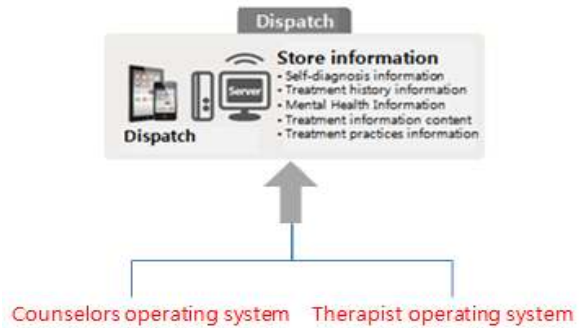 Dispatch
Store information
• Self-diagnosis information
• Treatment history information
• Mental Health Information
• Treatment information content
• Treatment practices information
Server
Dispatch
Counselors operating system
Therapist operating system